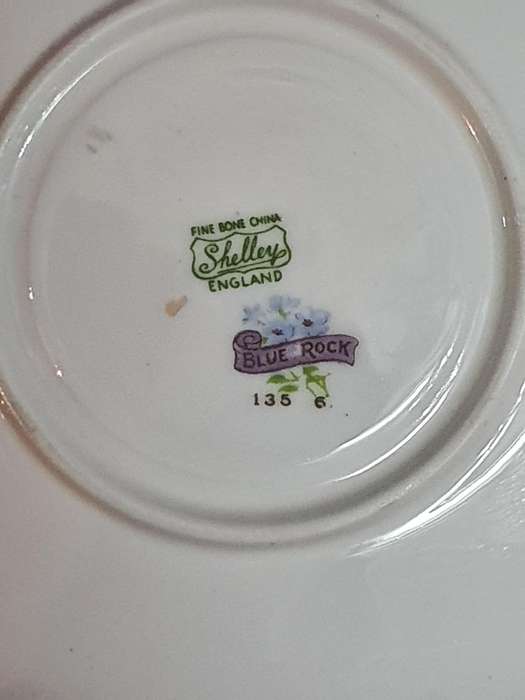 FINE BONE CHINA
Shelley
ENGLAND
BLUE ROCK
135 6.